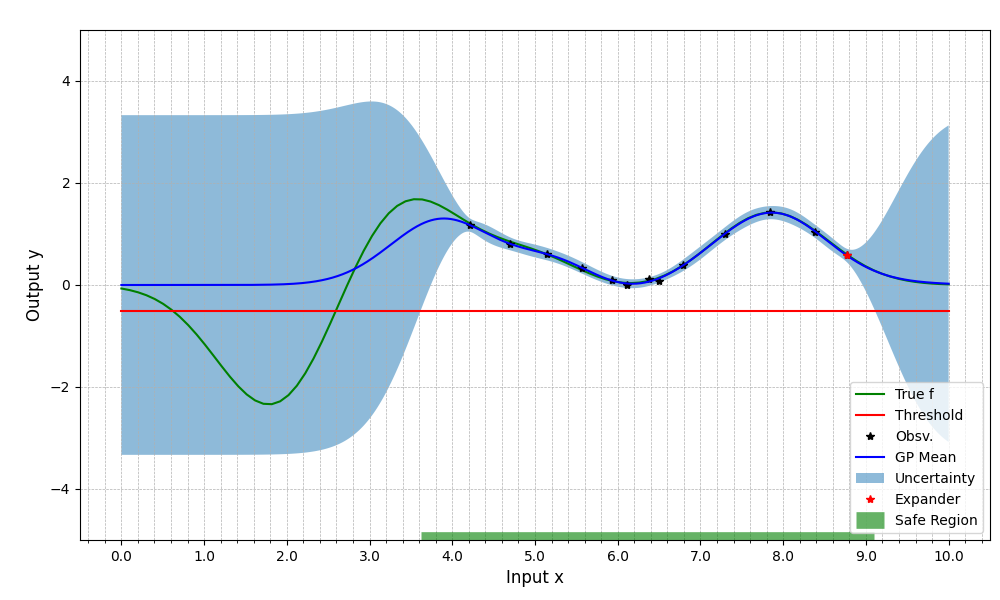 4
2
0
−2
−4
Output y
0.0 1.0 2.0 3.0 4.0 5.0 6.0 7.0 8.0 9.0 10.0
Input x
True f
Threshold
Obsv.
GP Mean
Uncertainty
Expander
Safe Region